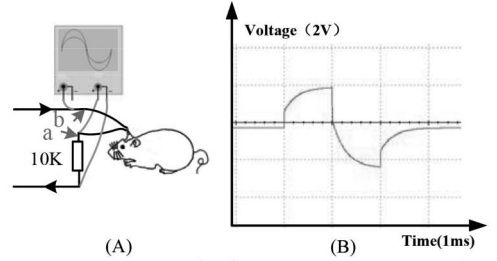 Voltage（2V）
b
a
10K
Time(1ms)
(A)
(B)